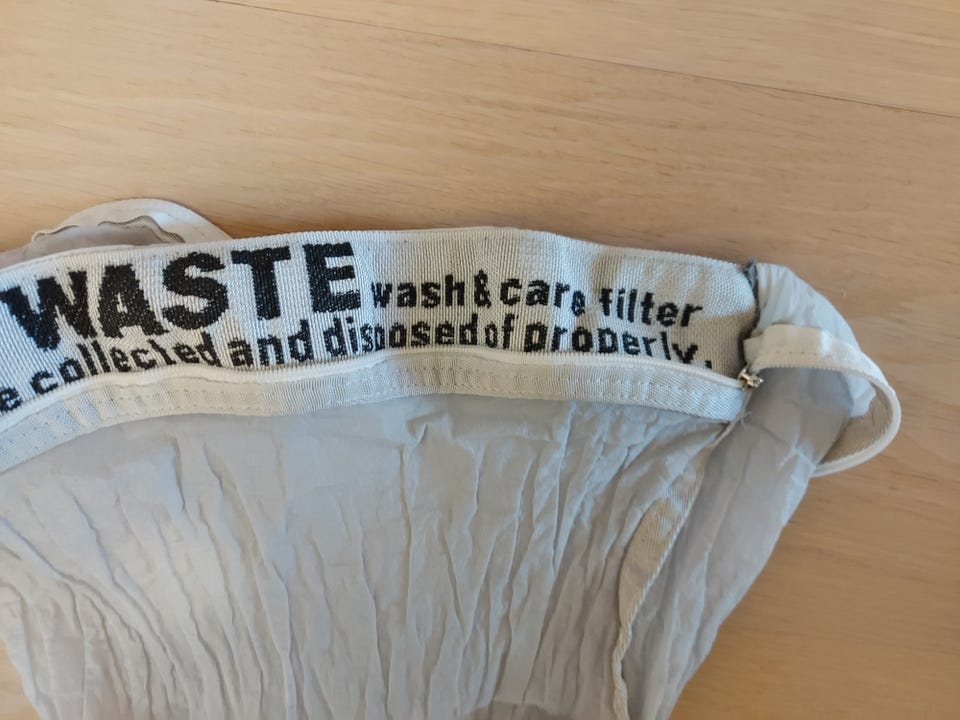 WASTE wash & care filter
e collected and disposed of properly.